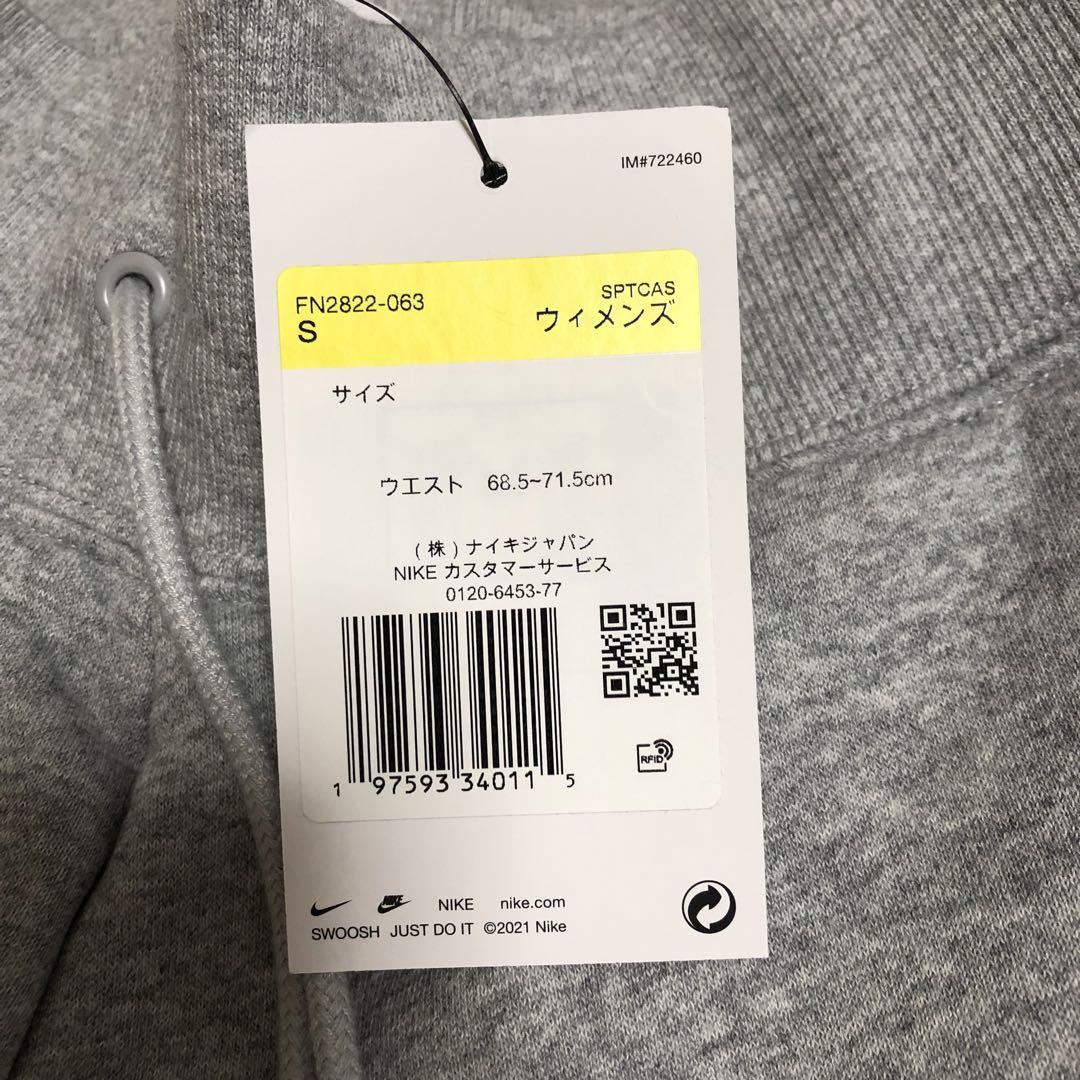 IM#722460
FN2822-063
SPTCAS
S
ウィメンズ
サイズ
ウエスト 68.5~71.5cm
(株)ナイキジャパン
NIKE カスタマーサービス
0120-6453-77
1 97593 34011 5
RFID
NIKE NIKE nike.com
SWOOSH JUST DO IT ©2021 Nike